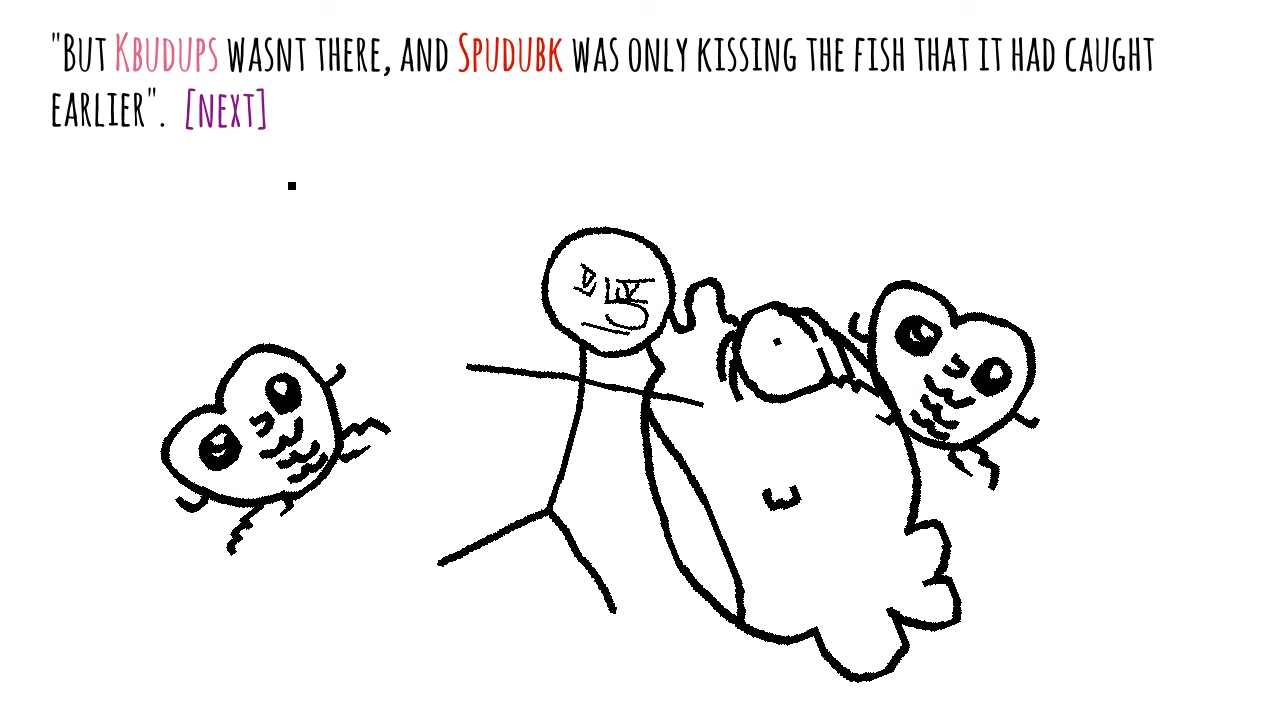 "But Kbudups wasnt there, and Spudubk was only kissing the fish that it had caught
earlier". [next]